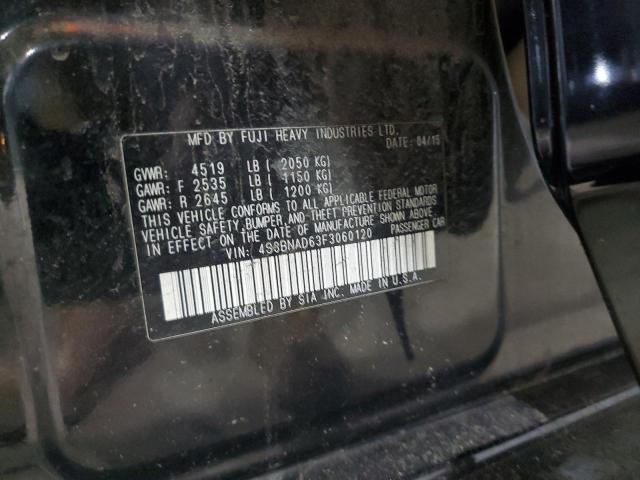 MFD BY FUJI HEAVY INDUSTRIES LTD.
DATE: 04/15
GVWR: 4519 LB ( 2050 KG)
GAWR: F 2535 LB ( 1150 KG)
GAWR: R 2645 LB ( 1200 KG)
THIS VEHICLE CONFORMS TO ALL APPLICABLE FEDERAL MOTOR
VEHICLE SAFETY, BUMPER, AND THEFT PREVENTION STANDARDS
IN EFFECT ON THE DATE OF MANUFACTURE SHOWN ABOVE.
VIN: 4S3BNAD63F3060120 PASSENGER CAR
ASSEMBLED BY SIA INC. MADE IN U.S.A.